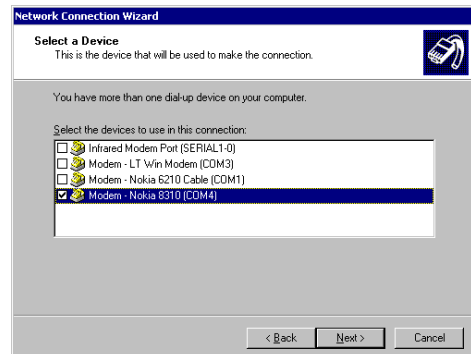 Network Connection Wizard
Select a Device
This is the device that will be used to make the connection.
You have more than one dial-up device on your computer.
Select the devices to use in this connection:
Infrared Modem Port (SERIAL1-0)
Modem - LT Win Modem (COM3)
Modem - Nokia 6210 Cable (COM1)
Modem - Nokia 8310 (COM4)
< Back Next > Cancel